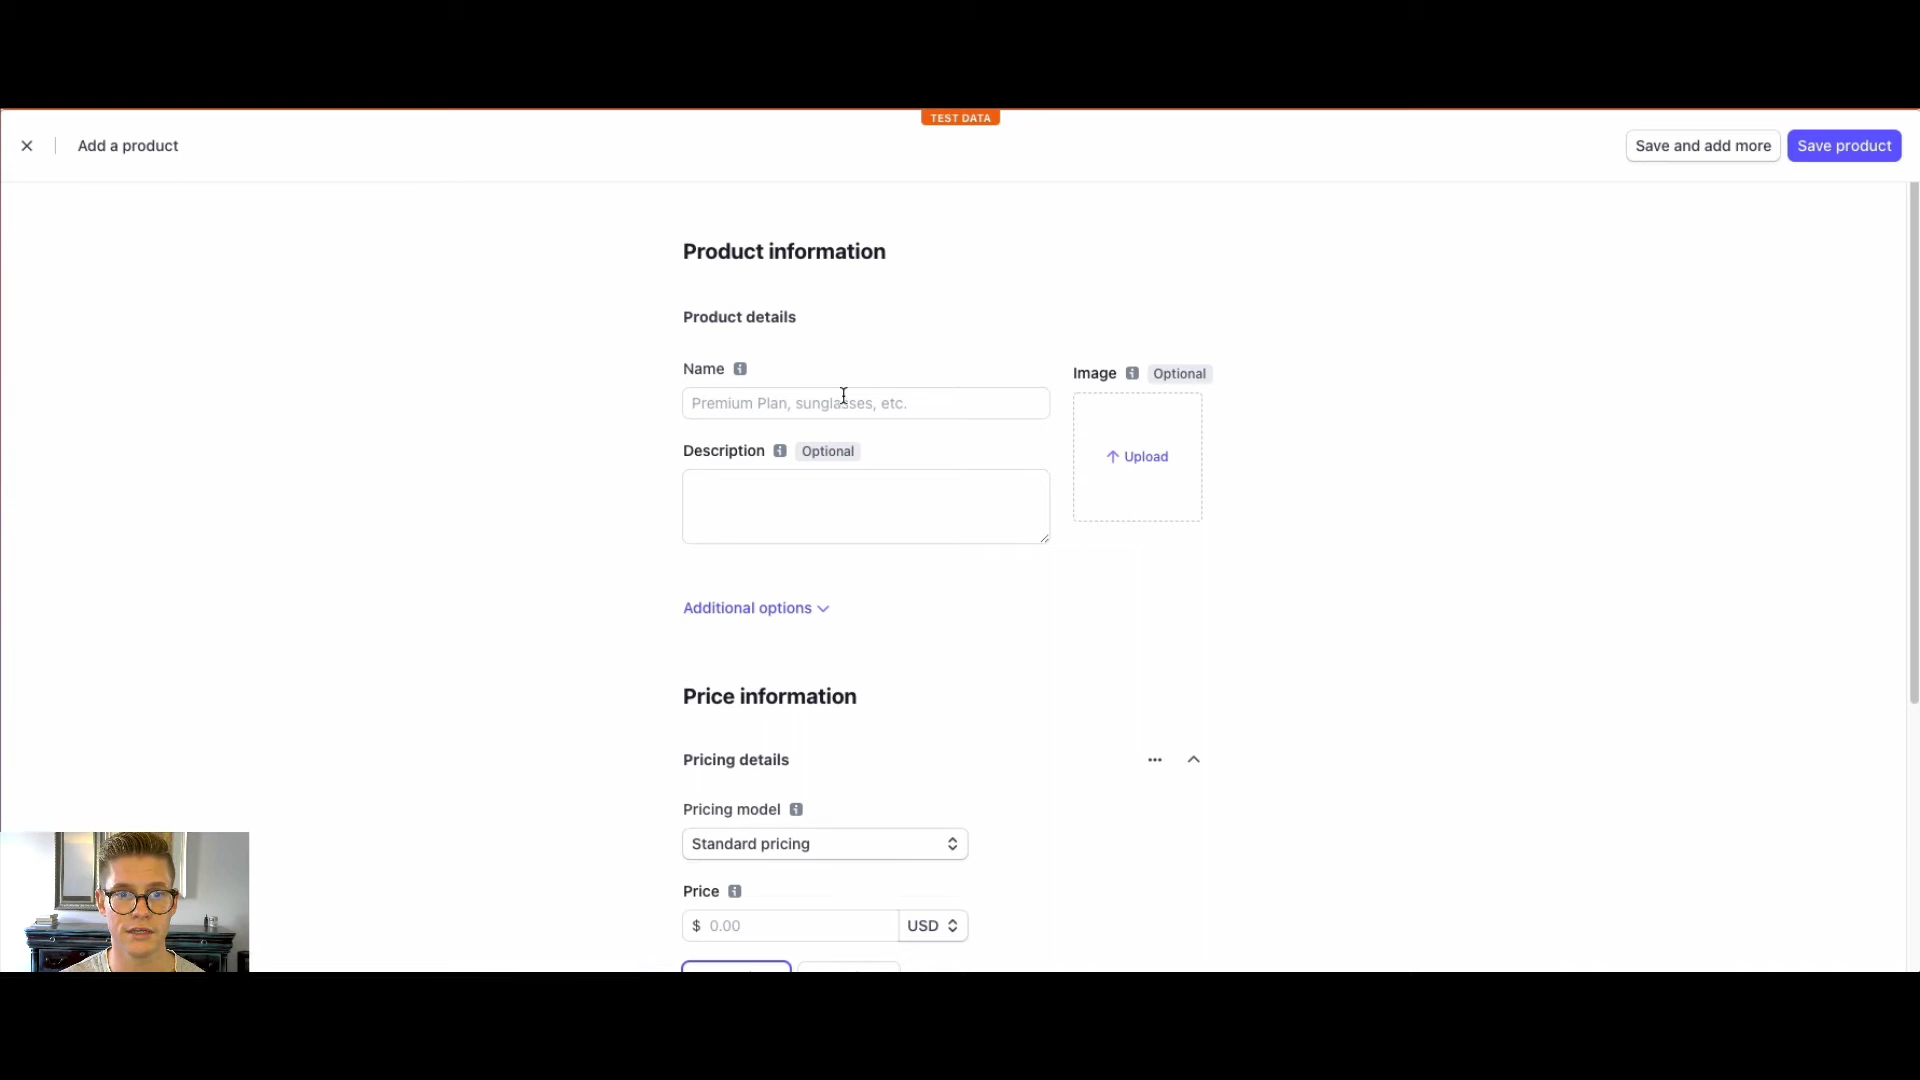 TEST DATA
Add a product
Save and add more
Save product
Product information
Product details
Name
Image
Optional
Premium Plan, sunglasses, etc.
Description
Optional
Upload
Additional options
Price information
Pricing details
Pricing model
Standard pricing
Price
$ 0.00
USD